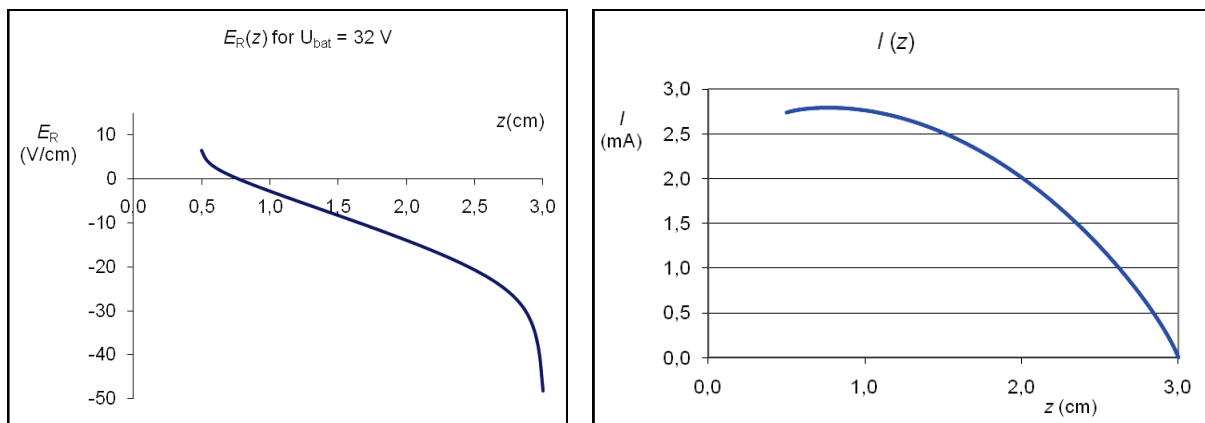 E_R(z) for U_bat = 32 V
z(cm)
E_R
(V/cm)
10
0
0,0 0,5 1,0 1,5 2,0 2,5 3,0
-10
-20
-30
-40
-50
I (z)
I
(mA)
3,0
2,5
2,0
1,5
1,0
0,5
0,0
0,0 1,0 2,0 3,0
z (cm)